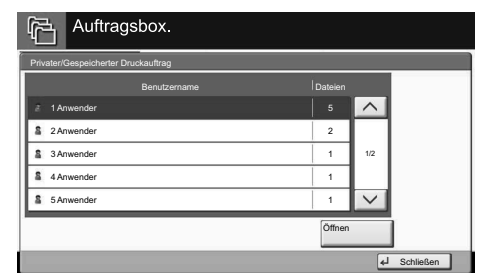 Auftragsbox.
Privater/Gespeicherter Druckauftrag
Benutzername Dateien
1 Anwender 5
2 Anwender 2
3 Anwender 1
1/2
4 Anwender 1
5 Anwender 1
Öffnen
Schließen